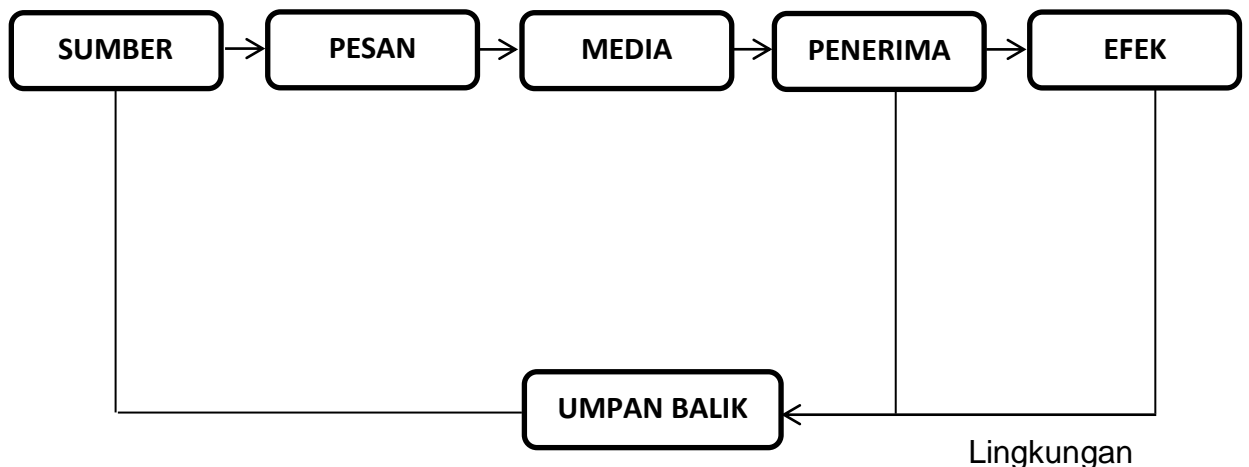 SUMBER
PESAN
MEDIA
PENERIMA
EFEK
UMPAN BALIK
Lingkungan